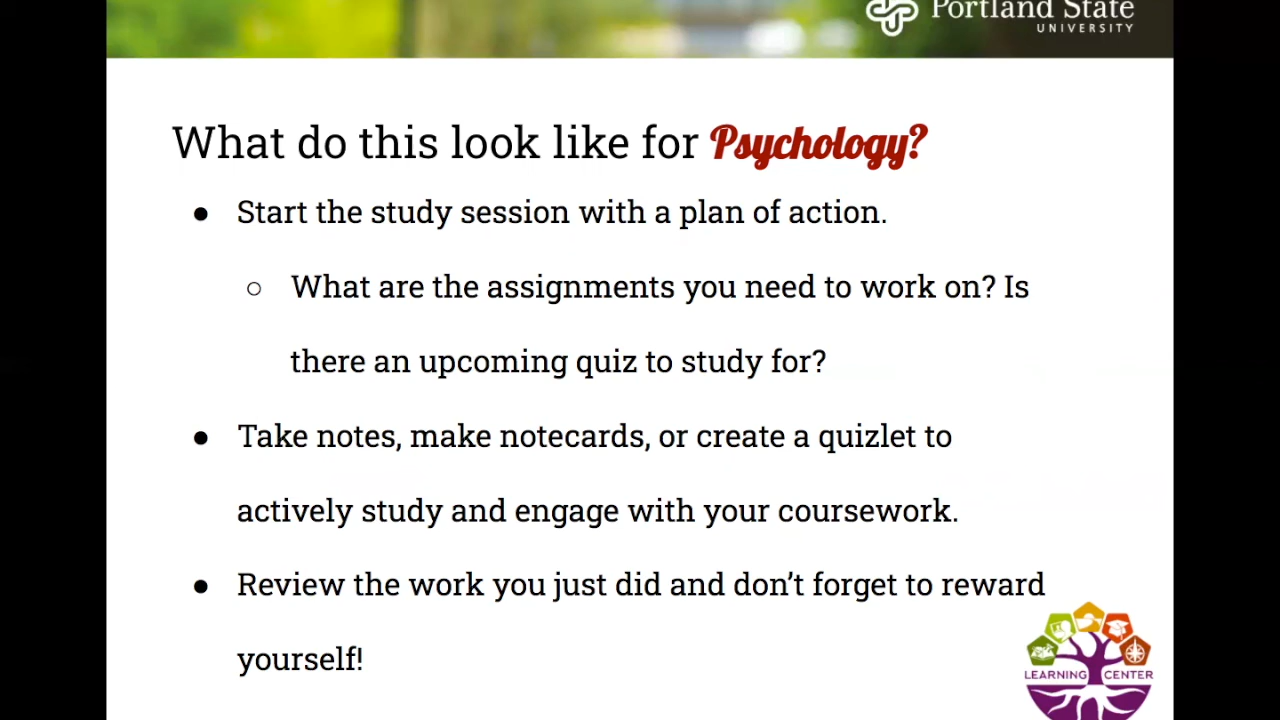 Portland State
UNIVERSITY
What do this look like for Psychology?
● Start the study session with a plan of action.
○ What are the assignments you need to work on? Is
there an upcoming quiz to study for?
● Take notes, make notecards, or create a quizlet to
actively study and engage with your coursework.
● Review the work you just did and don’t forget to reward
yourself!
LEARNING CENTER